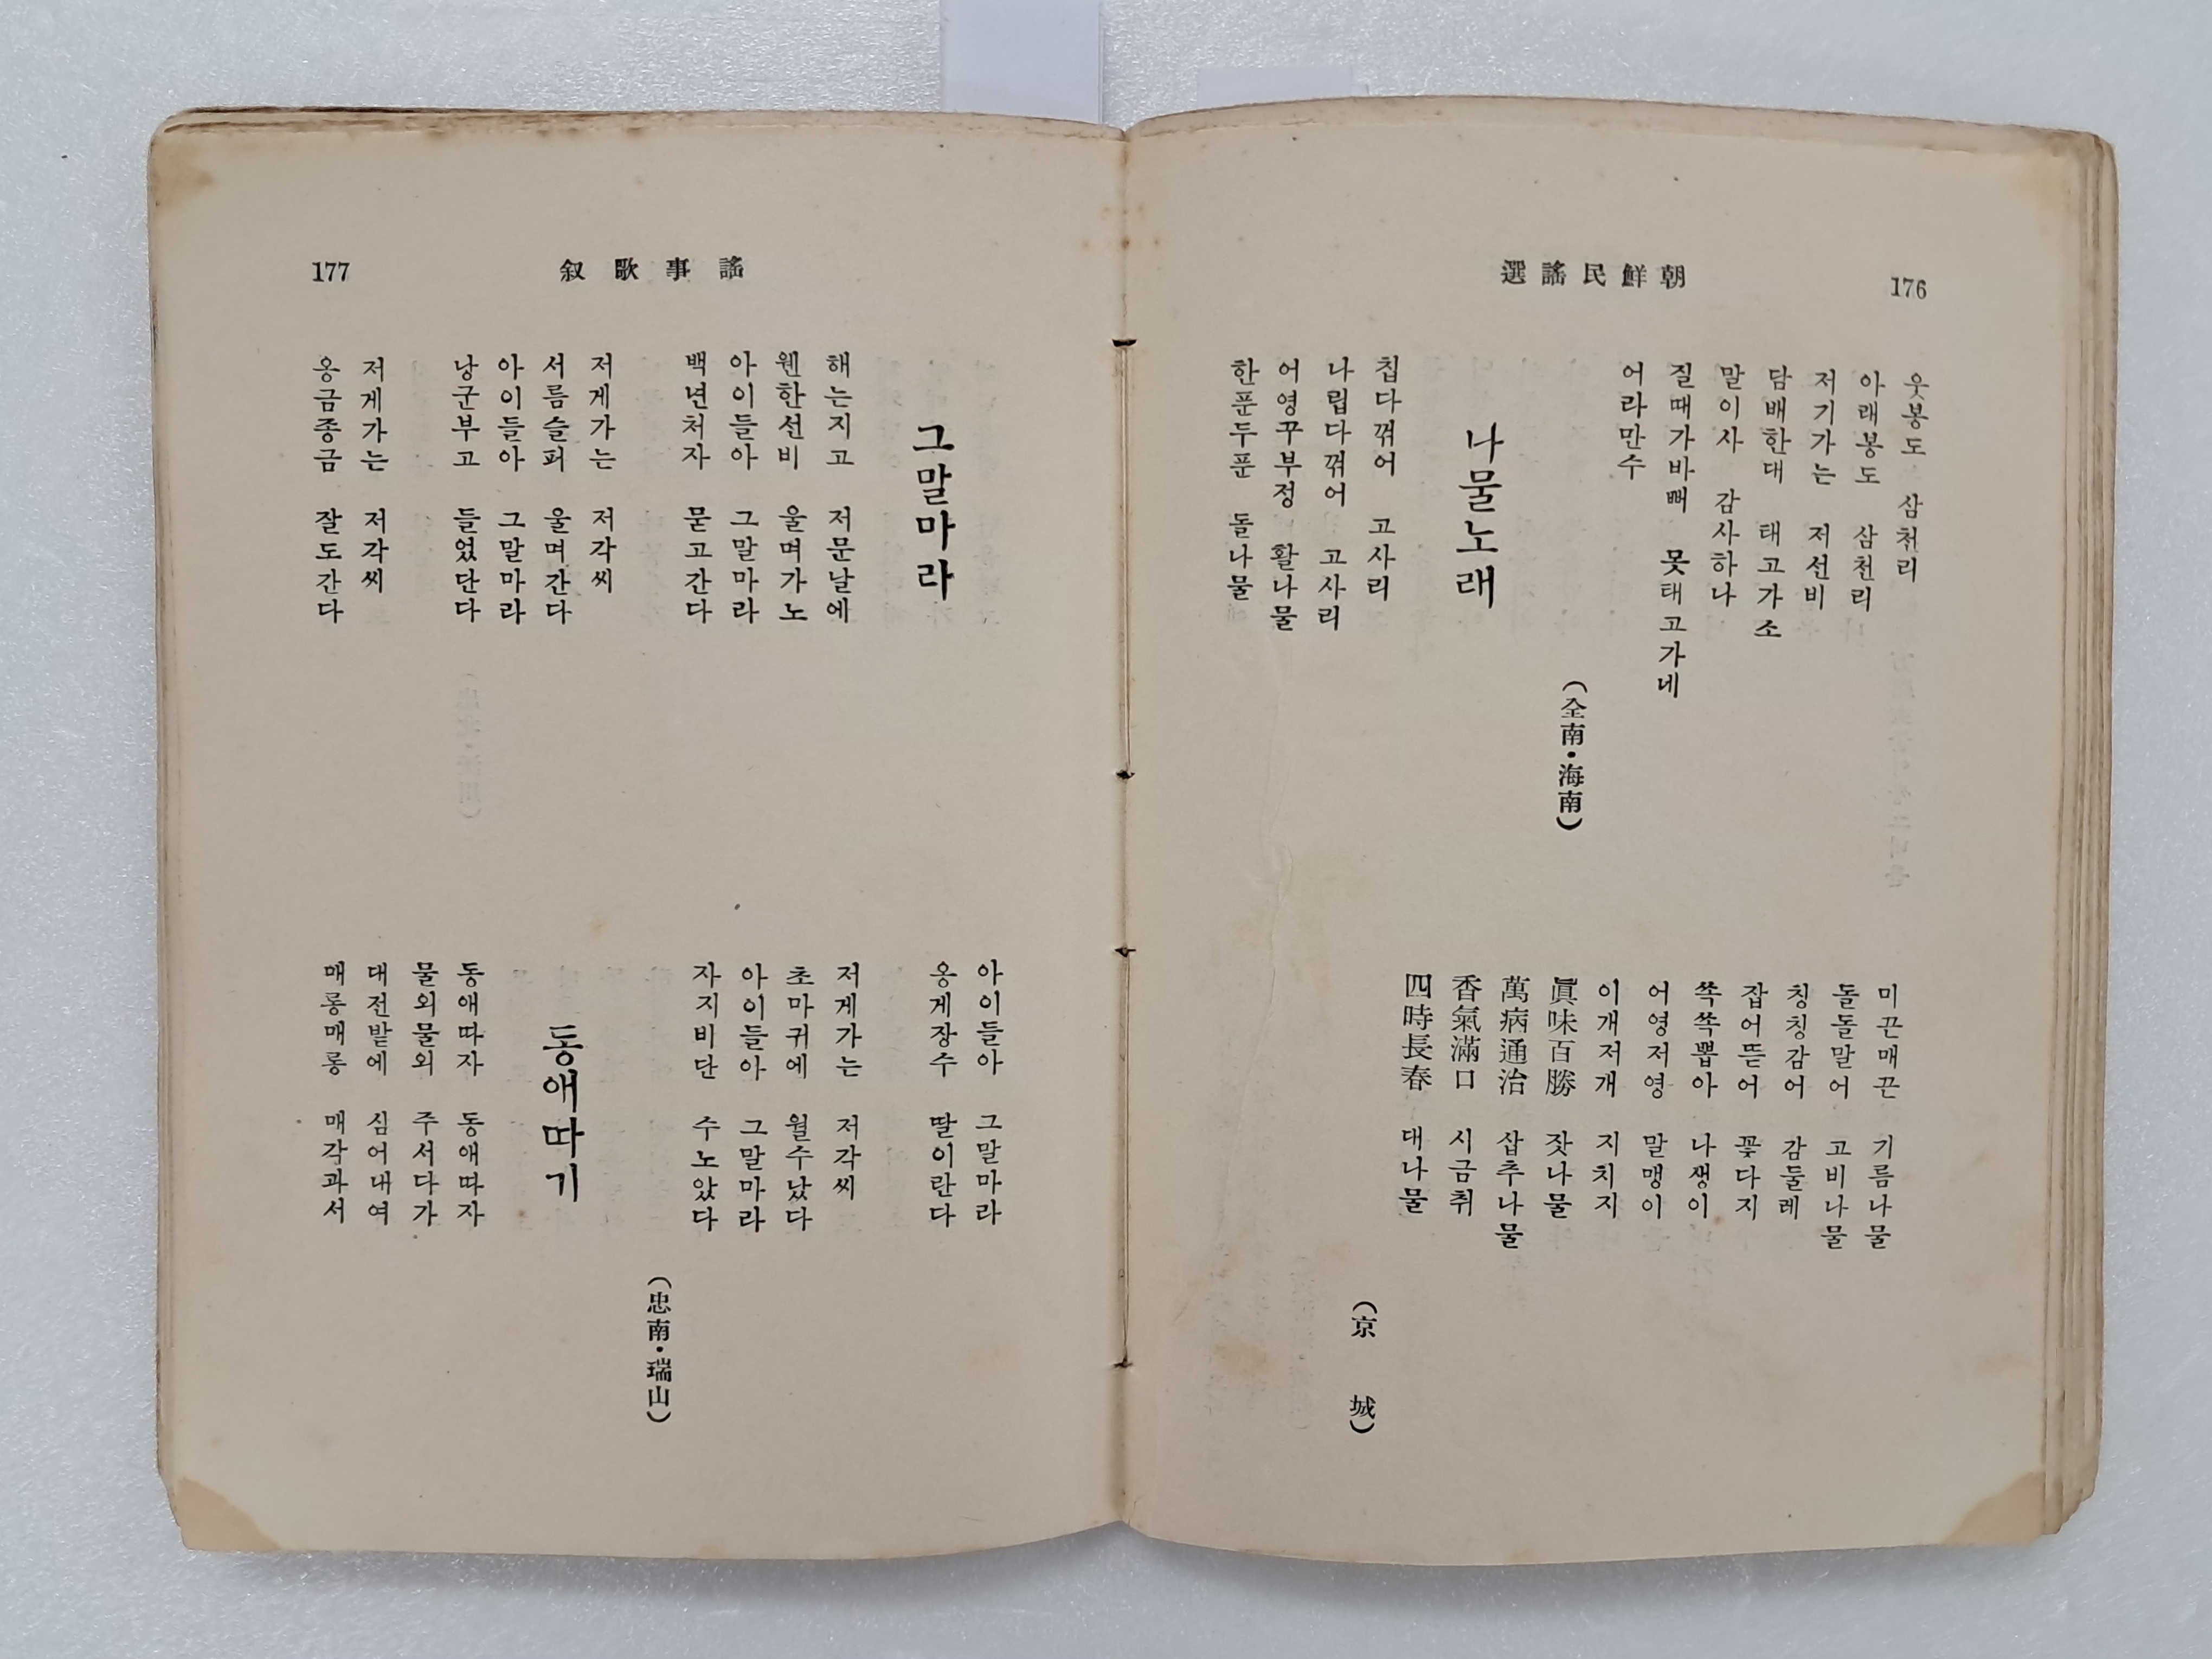 176
選謠民鮮朝
웃봉도 삼천리
아래봉도 삼천리
저기가는 저선비
담배한대 태고가소
말이사 감사하나
질때가바뻐 못태고가네
어라만수
(全南・海南)
나물노래
칩다꺾어 고사리
나립다꺾어 고사리
어영꾸부정 활나물
한푼두푼 돌나물
미끈매끈 기름나물
돌돌말어 고비나물
칭칭감어 감둘레
잡어뜯어 꽃다지
쏙쏙뽑아 나생이
어영저영 말맹이
이개저개 지치지
眞味百勝 잣나물
萬病通治 삽추나물
香氣滿口 시금취
四時長春 대나물
(京 城)
177
叙歌事謠
그말마라
해는지고 저문날에
웬한선비 울며가노
아이들아 그말마라
백년처자 묻고간다
저게가는 저각씨
서름슬퍼 울며간다
아이들아 그말마라
낭군부고 들었단다
저게가는 저각씨
옹금종금 잘도간다
아이들아 그말마라
옹게장수 딸이란다
저게가는 저각씨
초마귀에 월수났다
아이들아 그말마라
자지비단 수노았다
(忠南・瑞山)
동애따기
동애따자 동애따자
물외물외 주서다가
대전밭에 심어내여
매롱매롱 매각과서